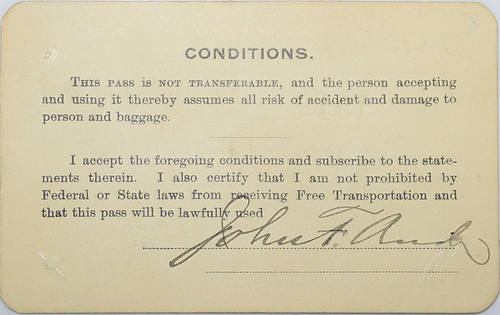 CONDITIONS.
THIS PASS IS NOT TRANSFERABLE, and the person accepting
and using it thereby assumes all risk of accident and damage to
person and baggage.
I accept the foregoing conditions and subscribe to the state-
ments therein. I also certify that I am not prohibited by
Federal or State laws from receiving Free Transportation and
that this pass will be lawfully used
John F.